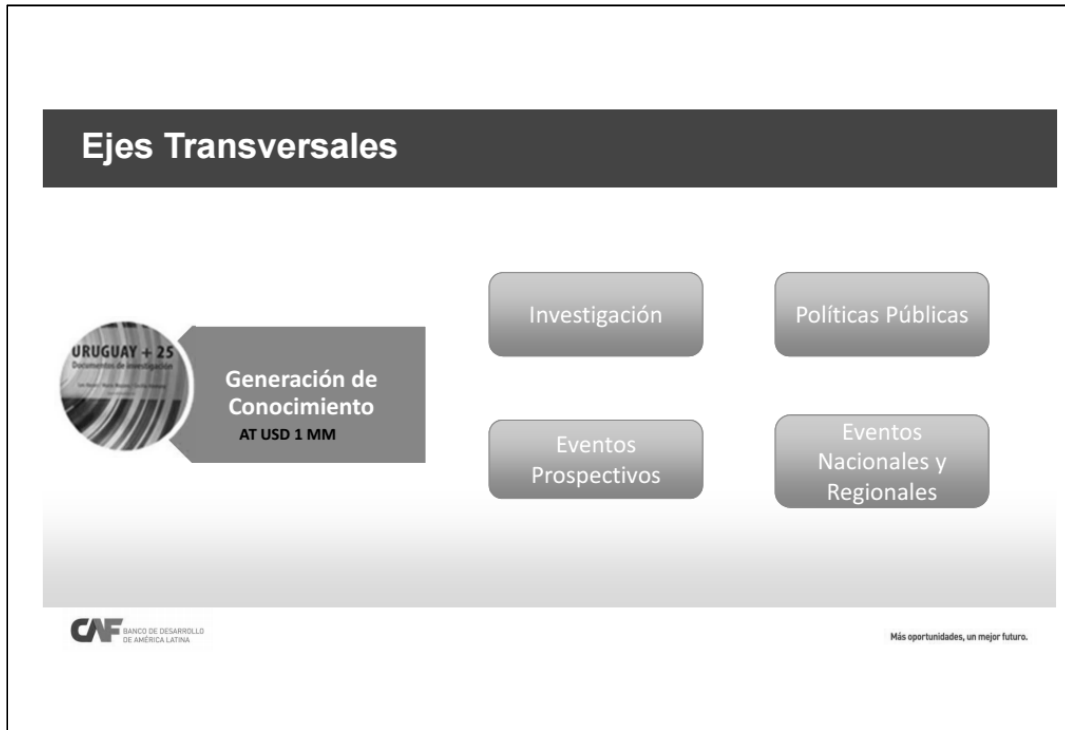 Ejes Transversales
URUGUAY + 25
Documentos de investigación
Generación de
Conocimiento
AT USD 1 MM
Investigación
Políticas Públicas
Eventos
Prospectivos
Eventos
Nacionales y
Regionales
CAF BANCO DE DESARROLLO
DE AMÉRICA LATINA
Más oportunidades, un mejor futuro.